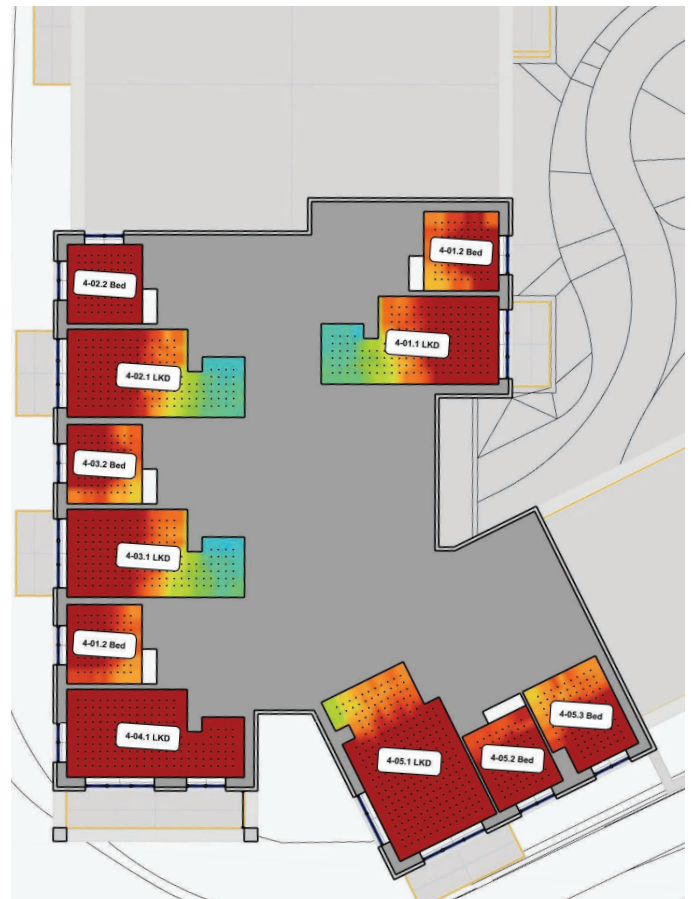 4-01.2 Bed
4-02.2 Bed
4-01.1 LKD
4-02.1 LKD
4-03.2 Bed
4-03.1 LKD
4-01.2 Bed
4-04.1 LKD
4-05.3 Bed
4-05.2 Bed
4-05.1 LKD